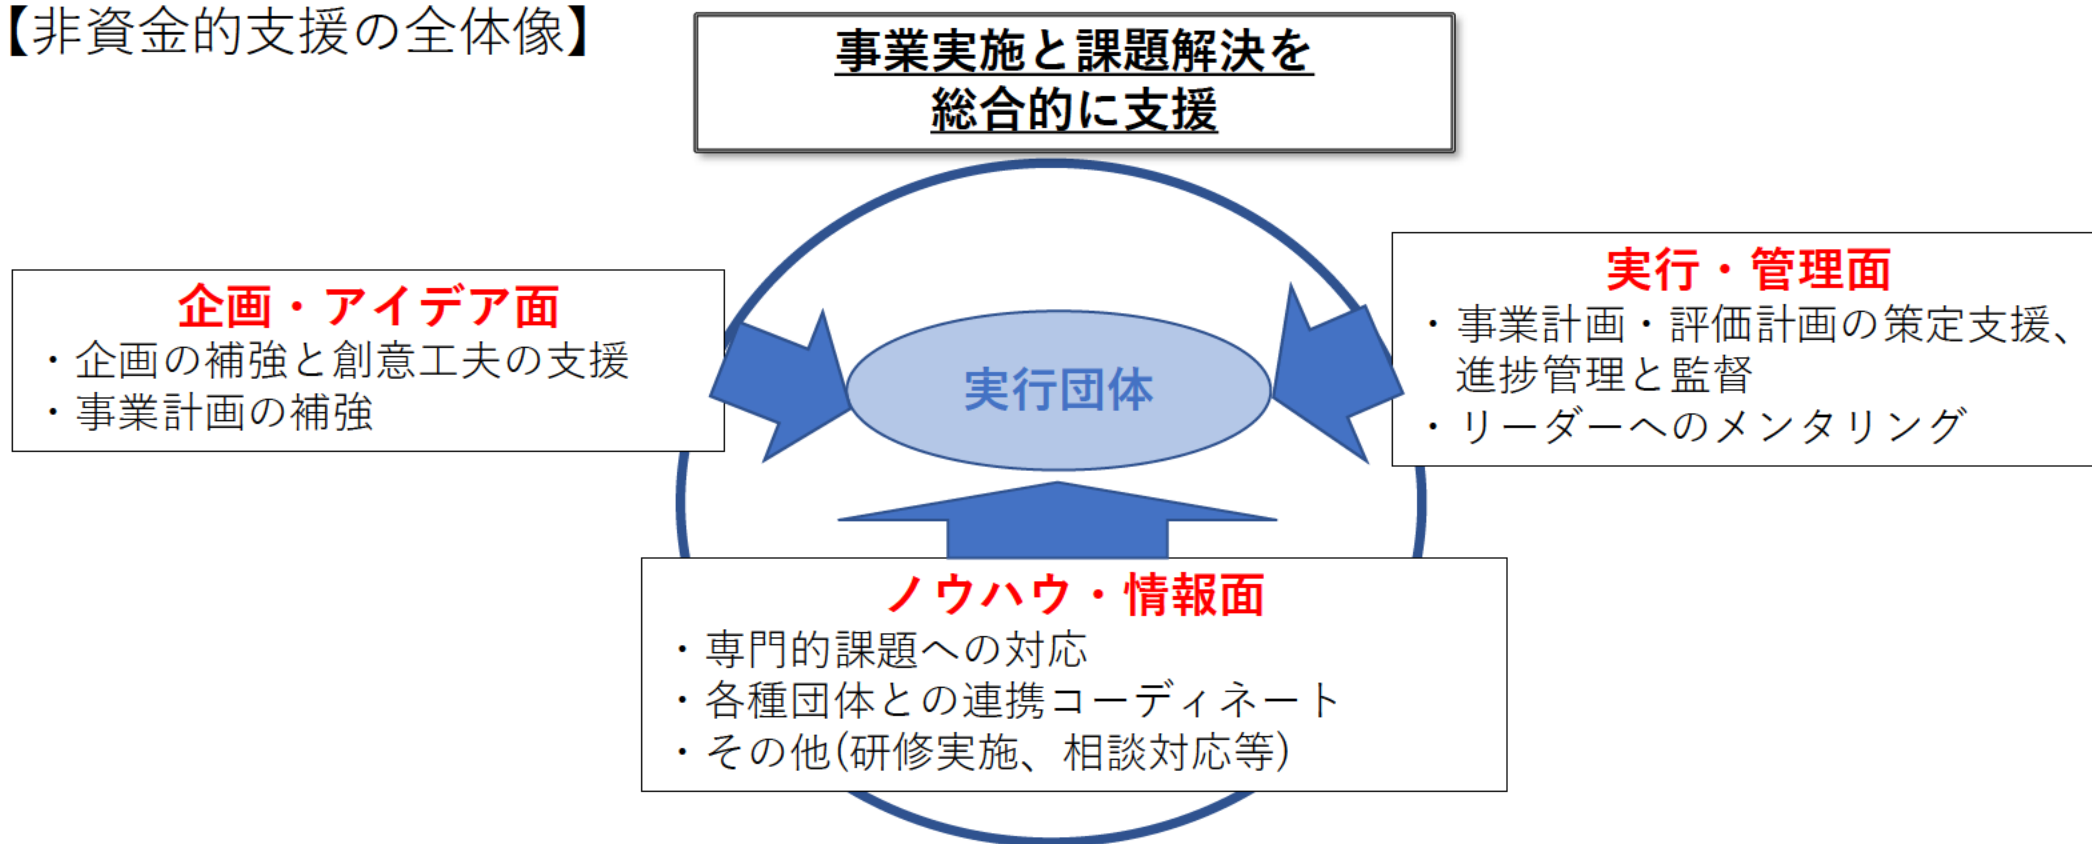 【非資金的支援の全体像】
事業実施と課題解決を
総合的に支援
企画・アイデア面
・企画の補強と創意工夫の支援
・事業計画の補強
実行・管理面
・事業計画・評価計画の策定支援、
進捗管理と監督
・リーダーへのメンタリング
実行団体
ノウハウ・情報面
・専門的課題への対応
・各種団体との連携コーディネート
・その他(研修実施、相談対応等)